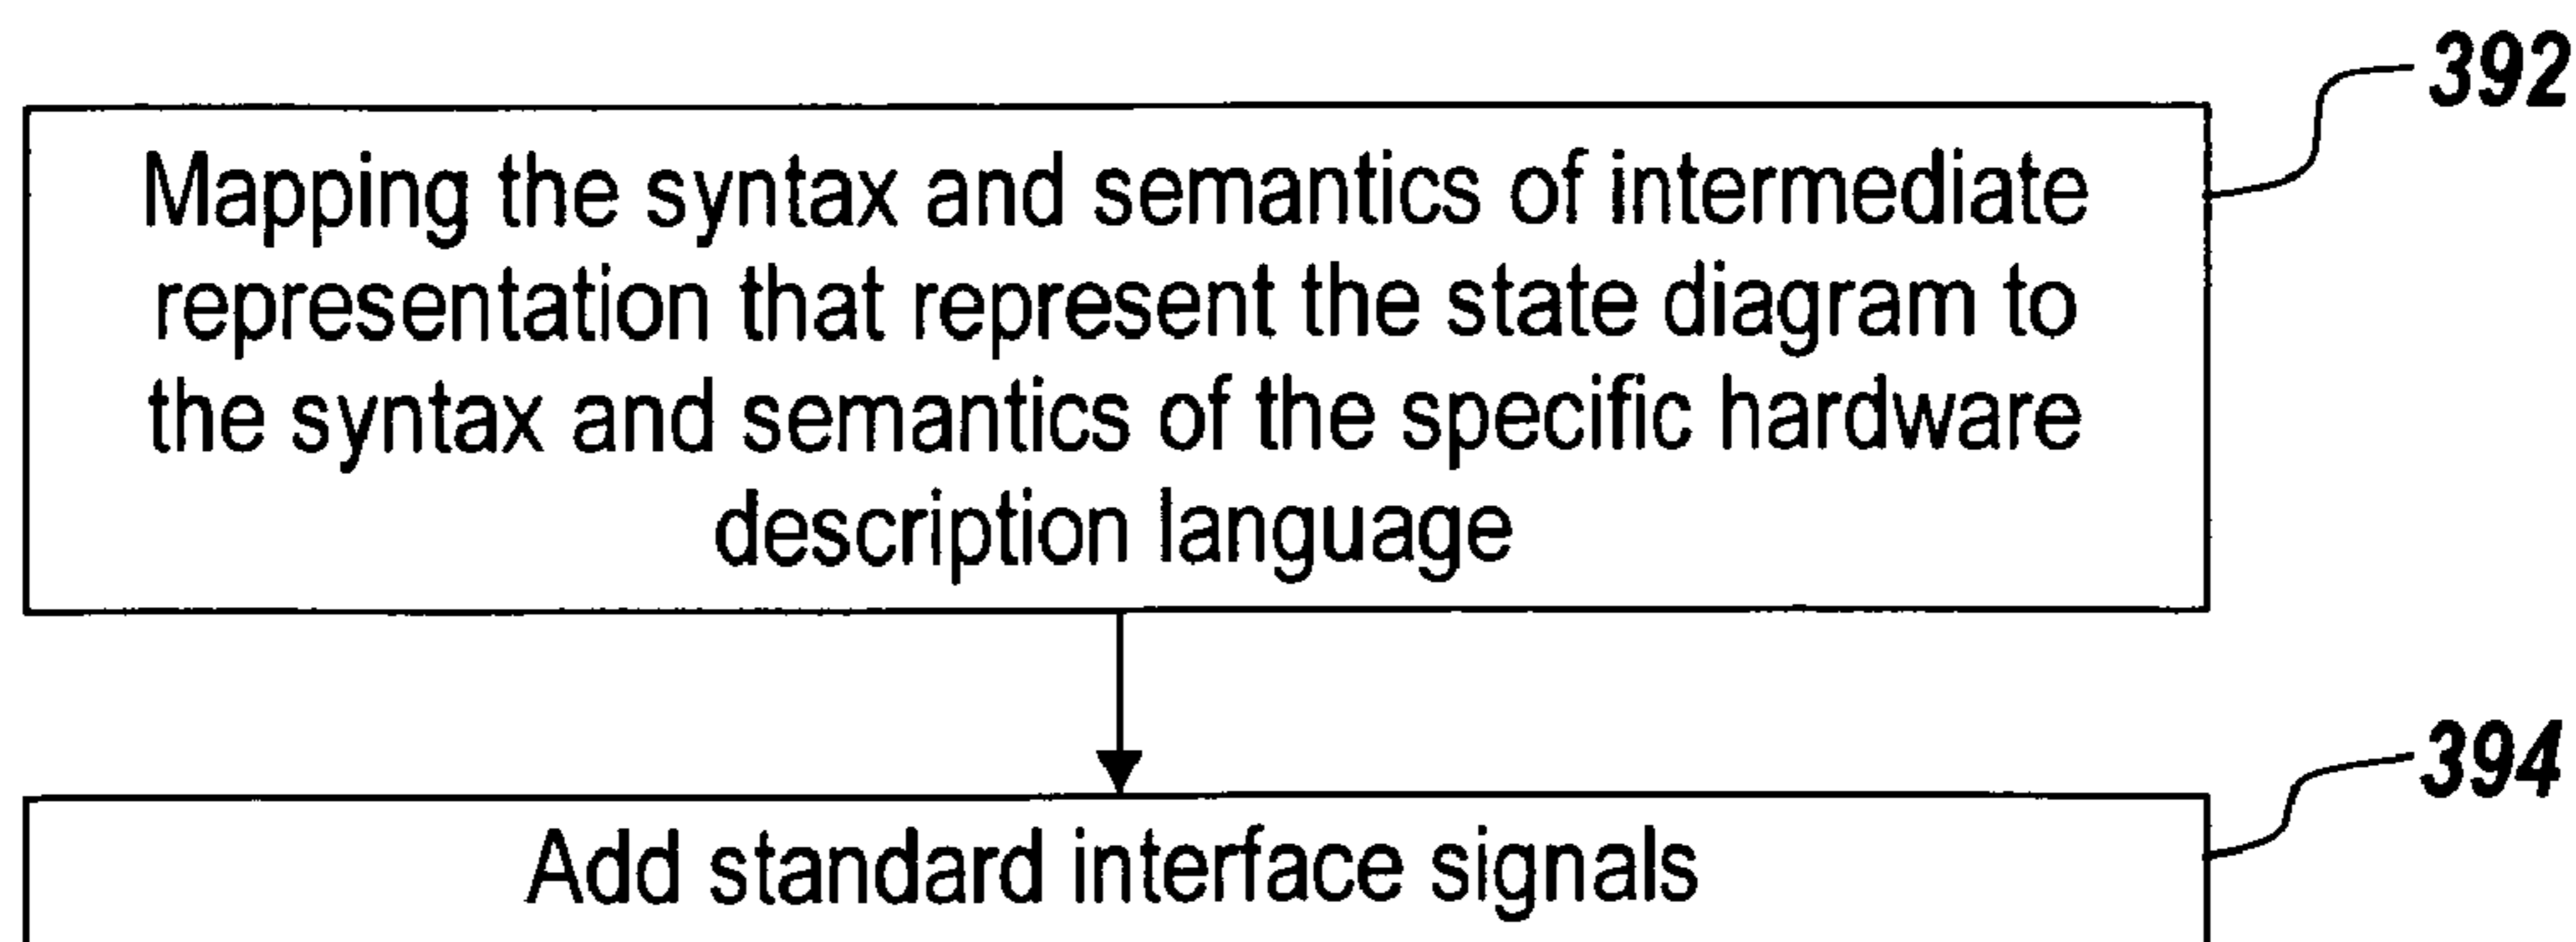 392
Mapping the syntax and semantics of intermediate
representation that represent the state diagram to
the syntax and semantics of the specific hardware
description language
394
Add standard interface signals